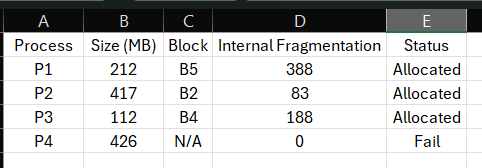 A B C D E
Process Size (MB) Block Internal Fragmentation Status
P1 212 B5 388 Allocated
P2 417 B2 83 Allocated
P3 112 B4 188 Allocated
P4 426 N/A 0 Fail